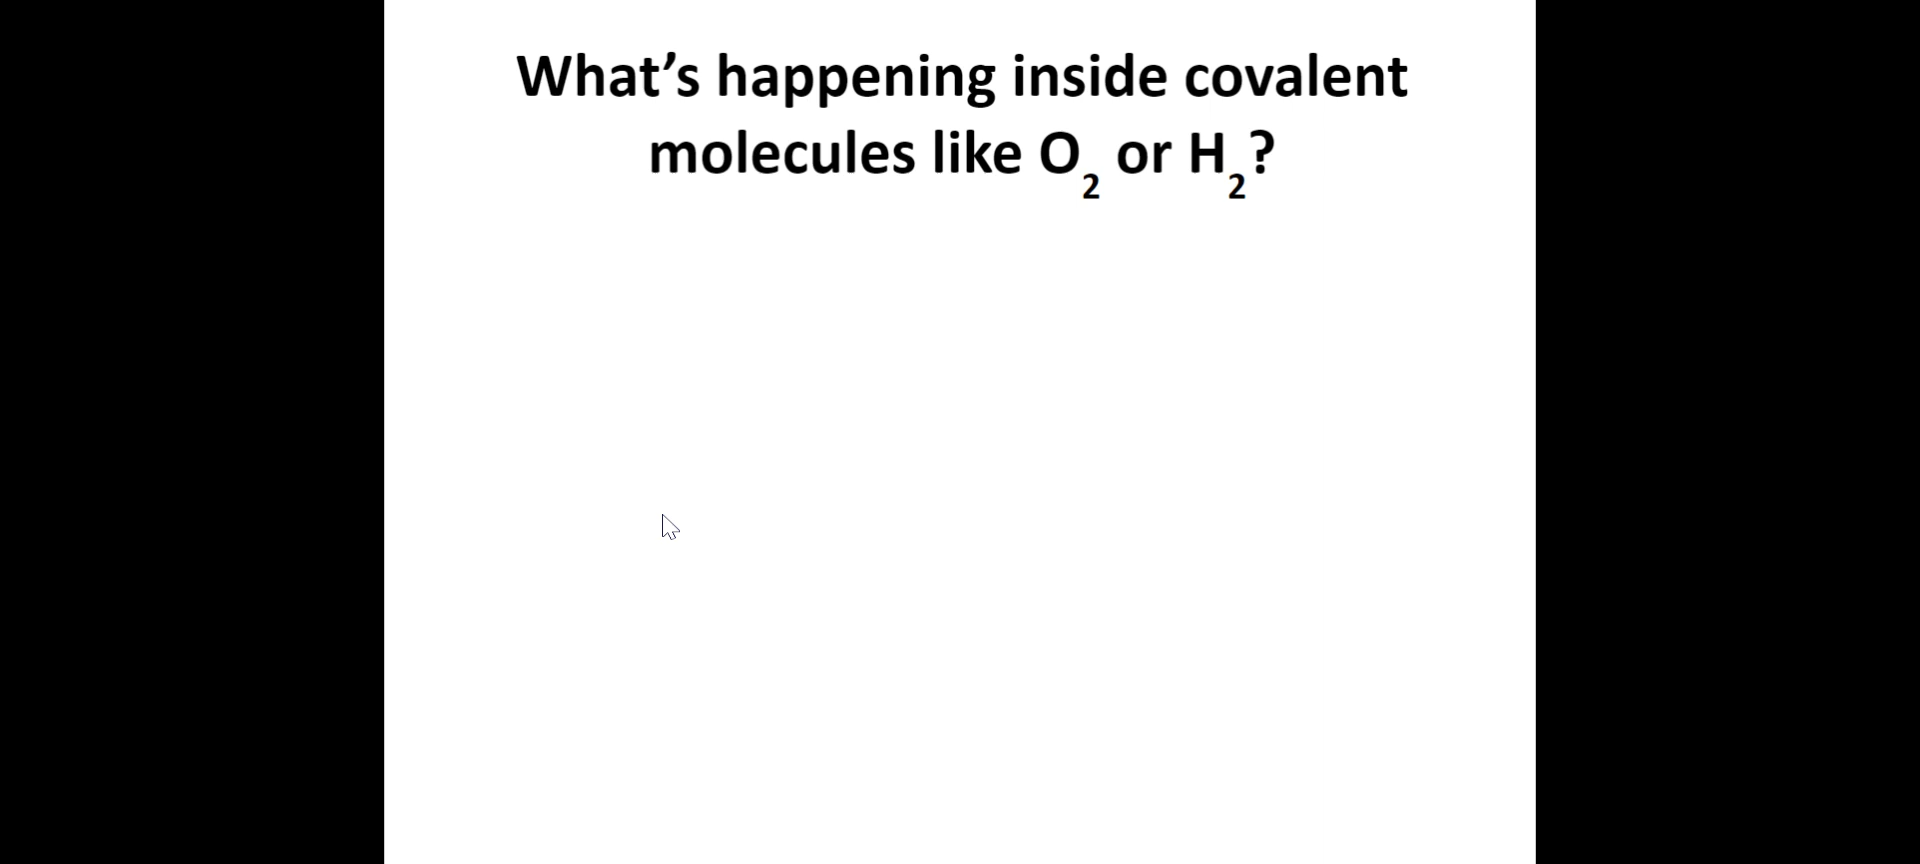 What’s happening inside covalent
molecules like O₂ or H₂?